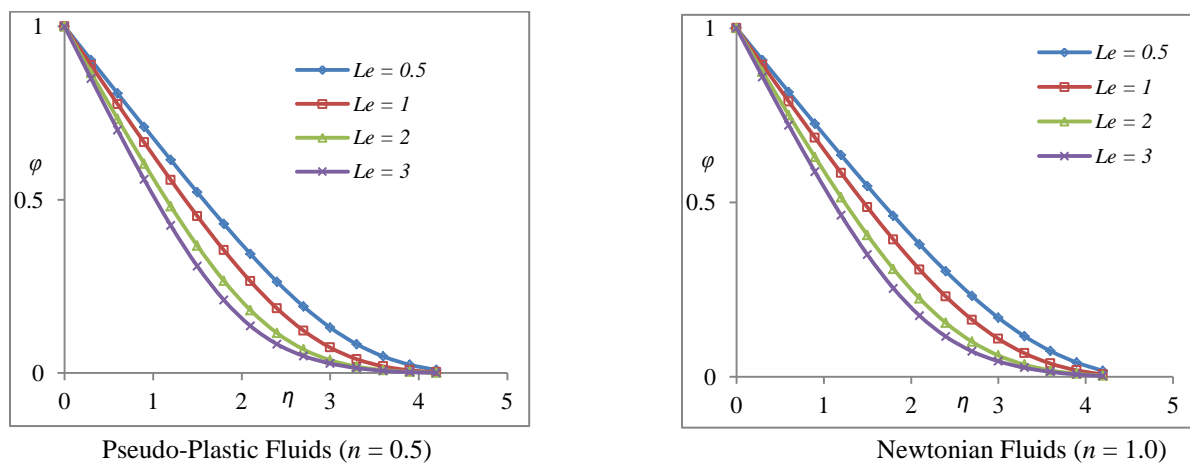 1
0.5
0
φ
Le = 0.5
Le = 1
Le = 2
Le = 3
0 1 2 3 4 5
η
Pseudo-Plastic Fluids (n = 0.5)
1
0.5
0
φ
Le = 0.5
Le = 1
Le = 2
Le = 3
0 1 2 3 4 5
η
Newtonian Fluids (n = 1.0)